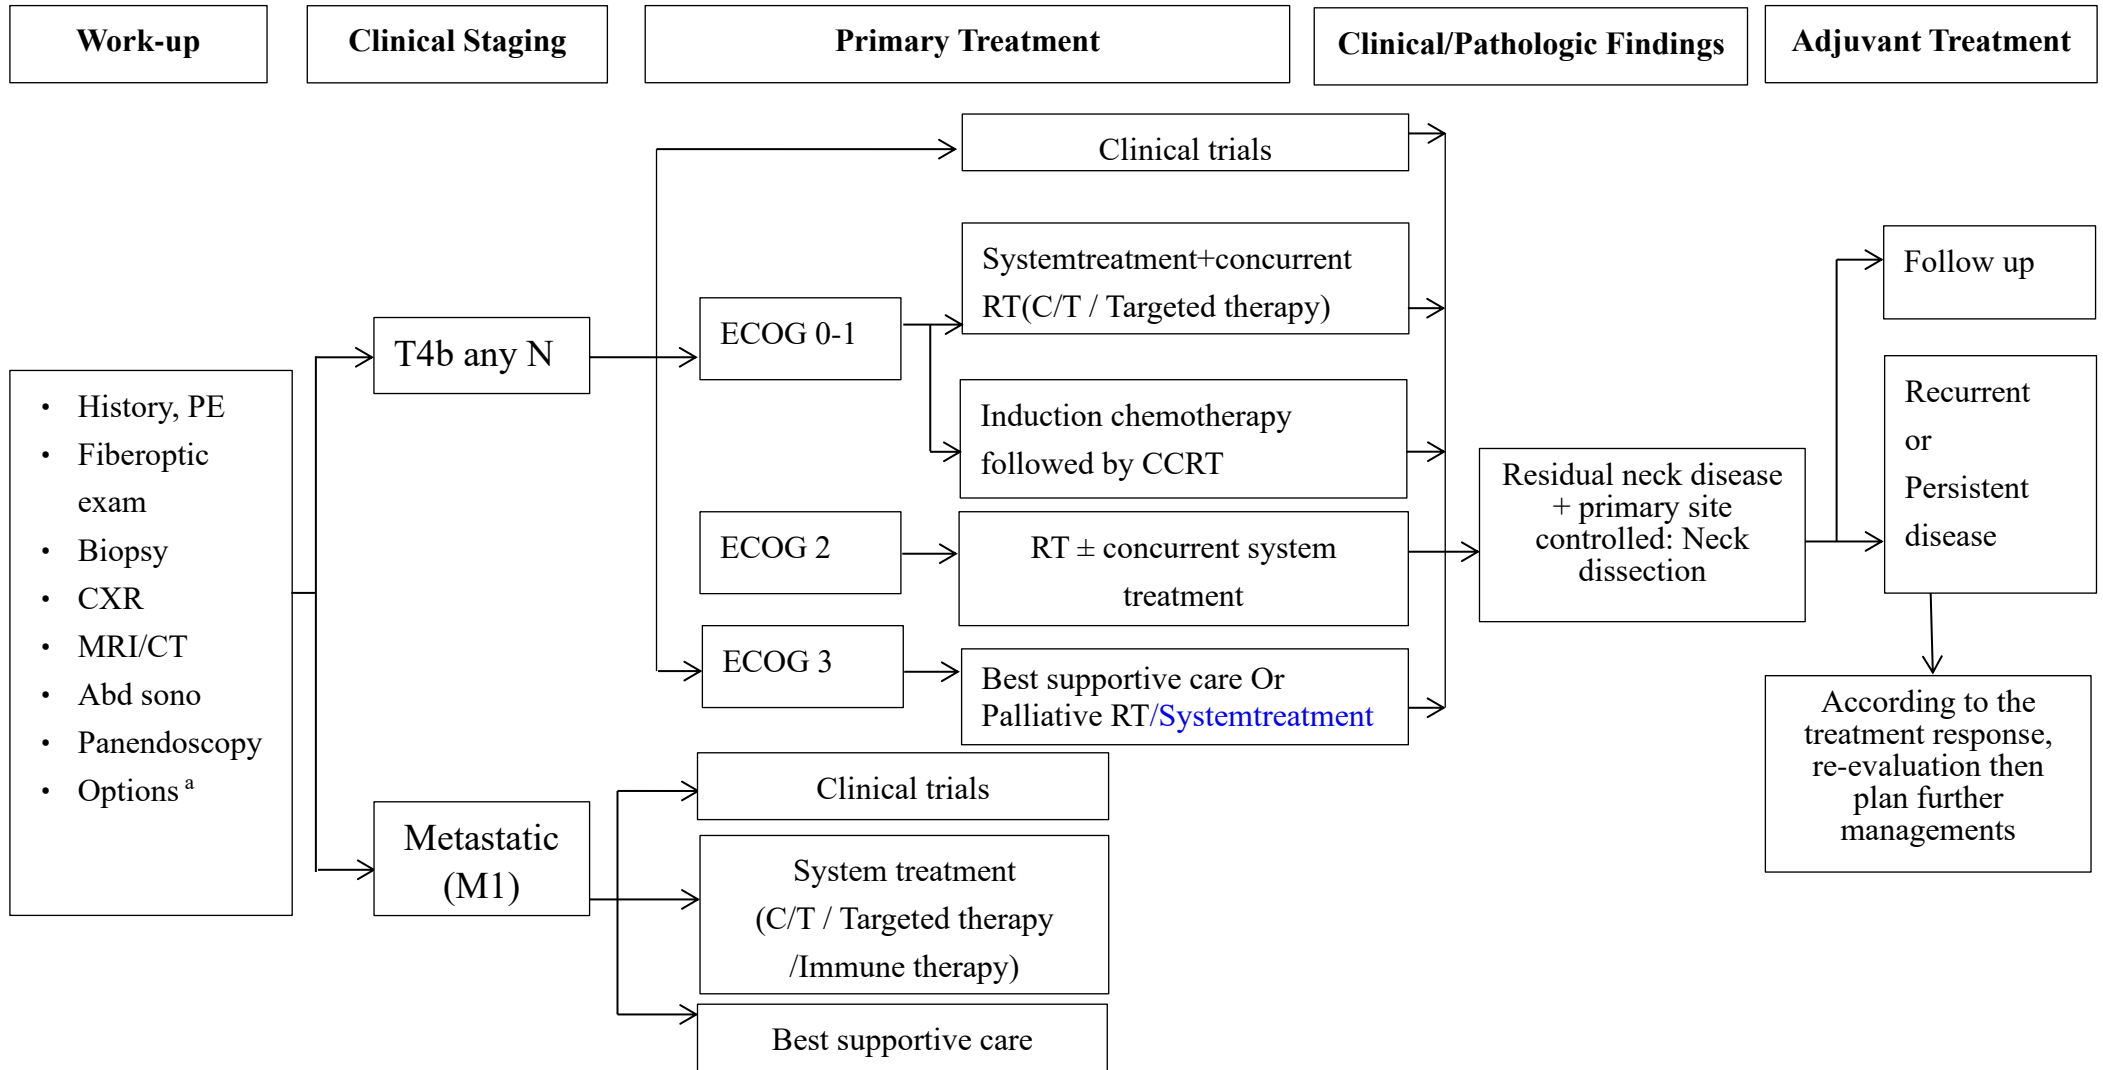 Work-up
Clinical Staging
Primary Treatment
Clinical/Pathologic Findings
Adjuvant Treatment
• History, PE
• Fiberoptic
exam
• Biopsy
• CXR
• MRI/CT
• Abd sono
• Panendoscopy
• Options a
T4b any N
Metastatic
(M1)
Clinical trials
ECOG 0-1
Systemtreatment+concurrent
RT(C/T / Targeted therapy)
Induction chemotherapy
followed by CCRT
ECOG 2
RT ± concurrent system
treatment
ECOG 3
Best supportive care Or
Palliative RT/Systemtreatment
Clinical trials
System treatment
(C/T / Targeted therapy
/Immune therapy)
Best supportive care
Residual neck disease
+ primary site
controlled: Neck
dissection
Follow up
Recurrent
or
Persistent
disease
According to the
treatment response,
re-evaluation then
plan further
managements